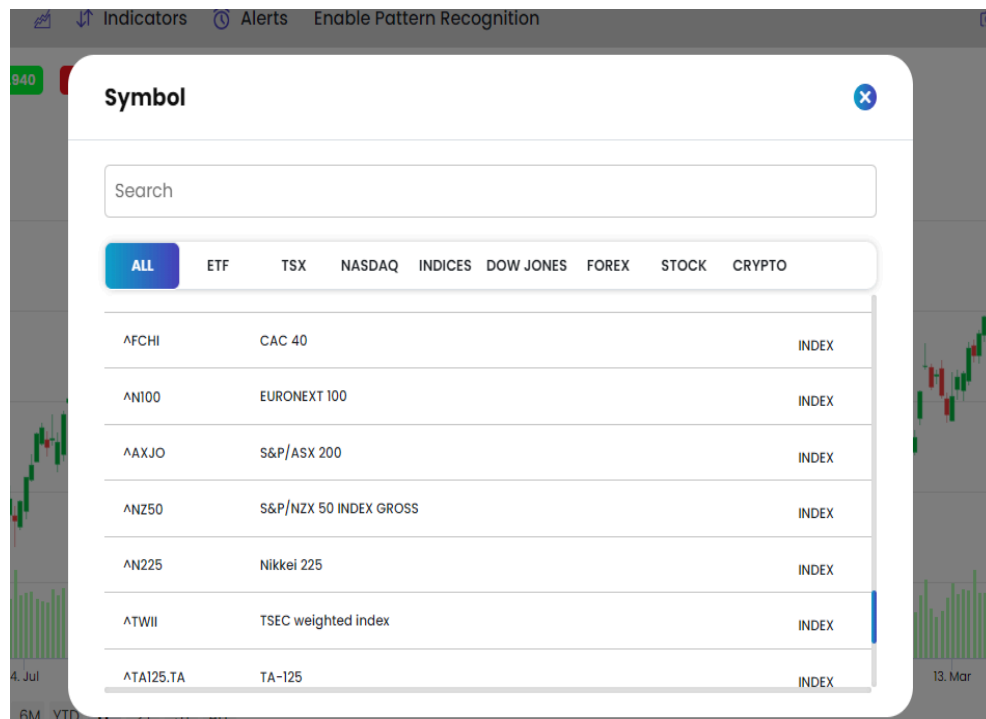 Indicators Alerts Enable Pattern Recognition
.940
Symbol
Search
ALL ETF TSX NASDAQ INDICES DOW JONES FOREX STOCK CRYPTO
^FCHI CAC 40 INDEX
^N100 EURONEXT 100 INDEX
^AXJO S&P/ASX 200 INDEX
^NZ50 S&P/NZX 50 INDEX GROSS INDEX
^N225 Nikkei 225 INDEX
^TWII TSEC weighted index INDEX
^TA125.TA TA-125 INDEX
4. Jul 13. Mar
6M YTD